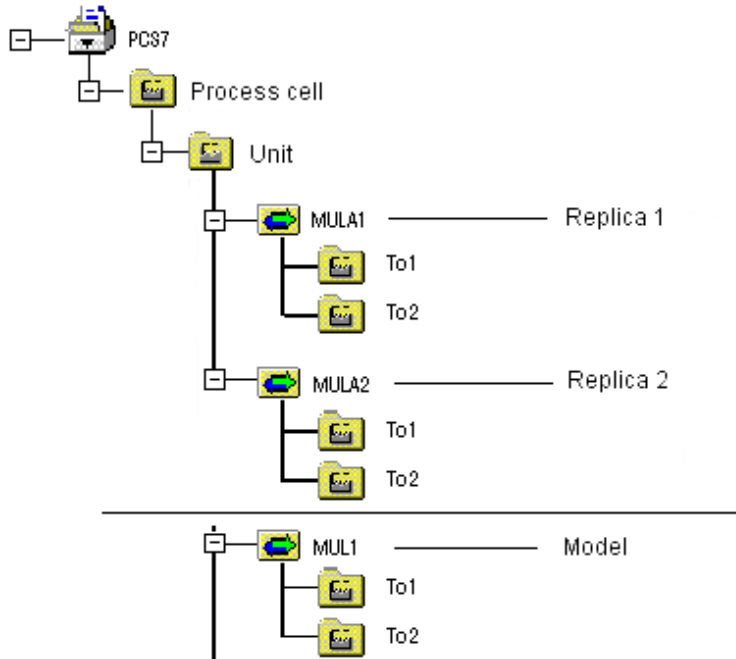 PCS7
Process cell
Unit
MULA1 Replica 1
To1
To2
MULA2 Replica 2
To1
To2
MUL1 Model
To1
To2